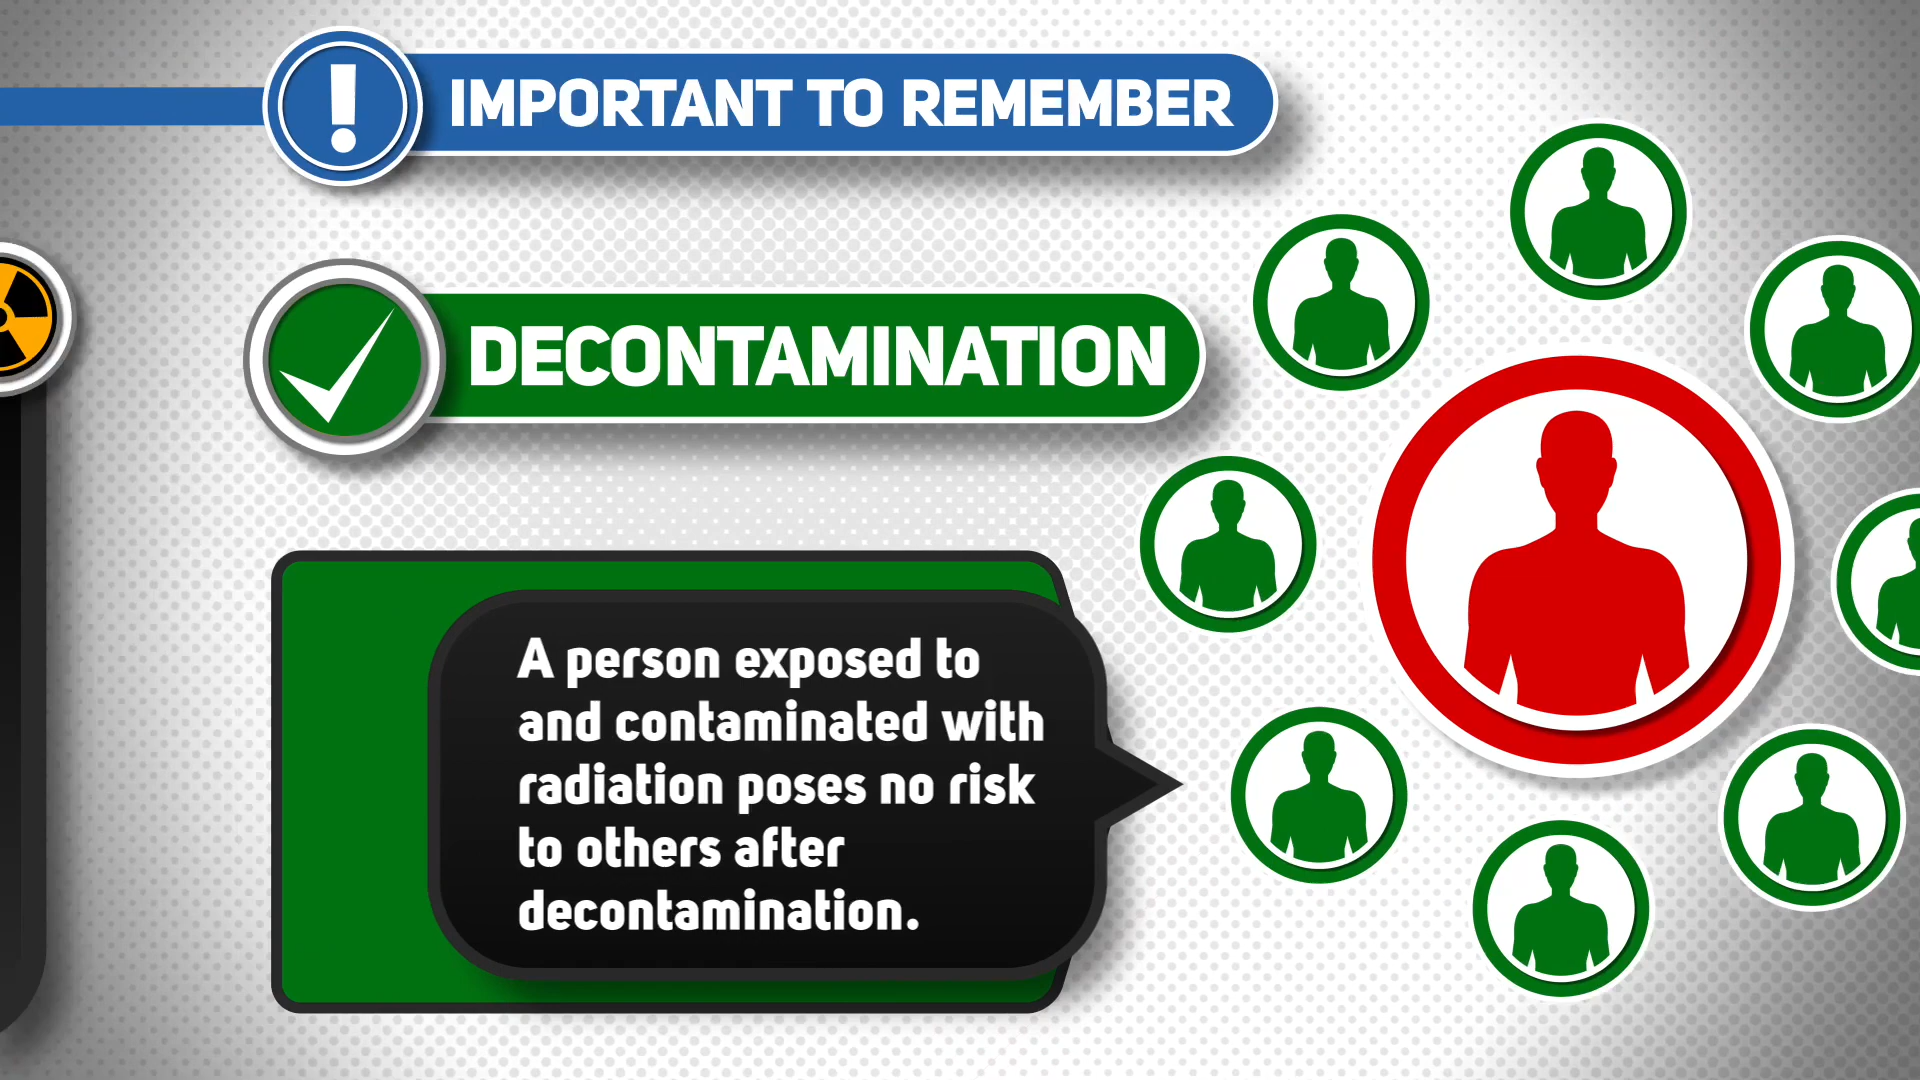 IMPORTANT TO REMEMBER
DECONTAMINATION
A person exposed to
and contaminated with
radiation poses no risk
to others after
decontamination.